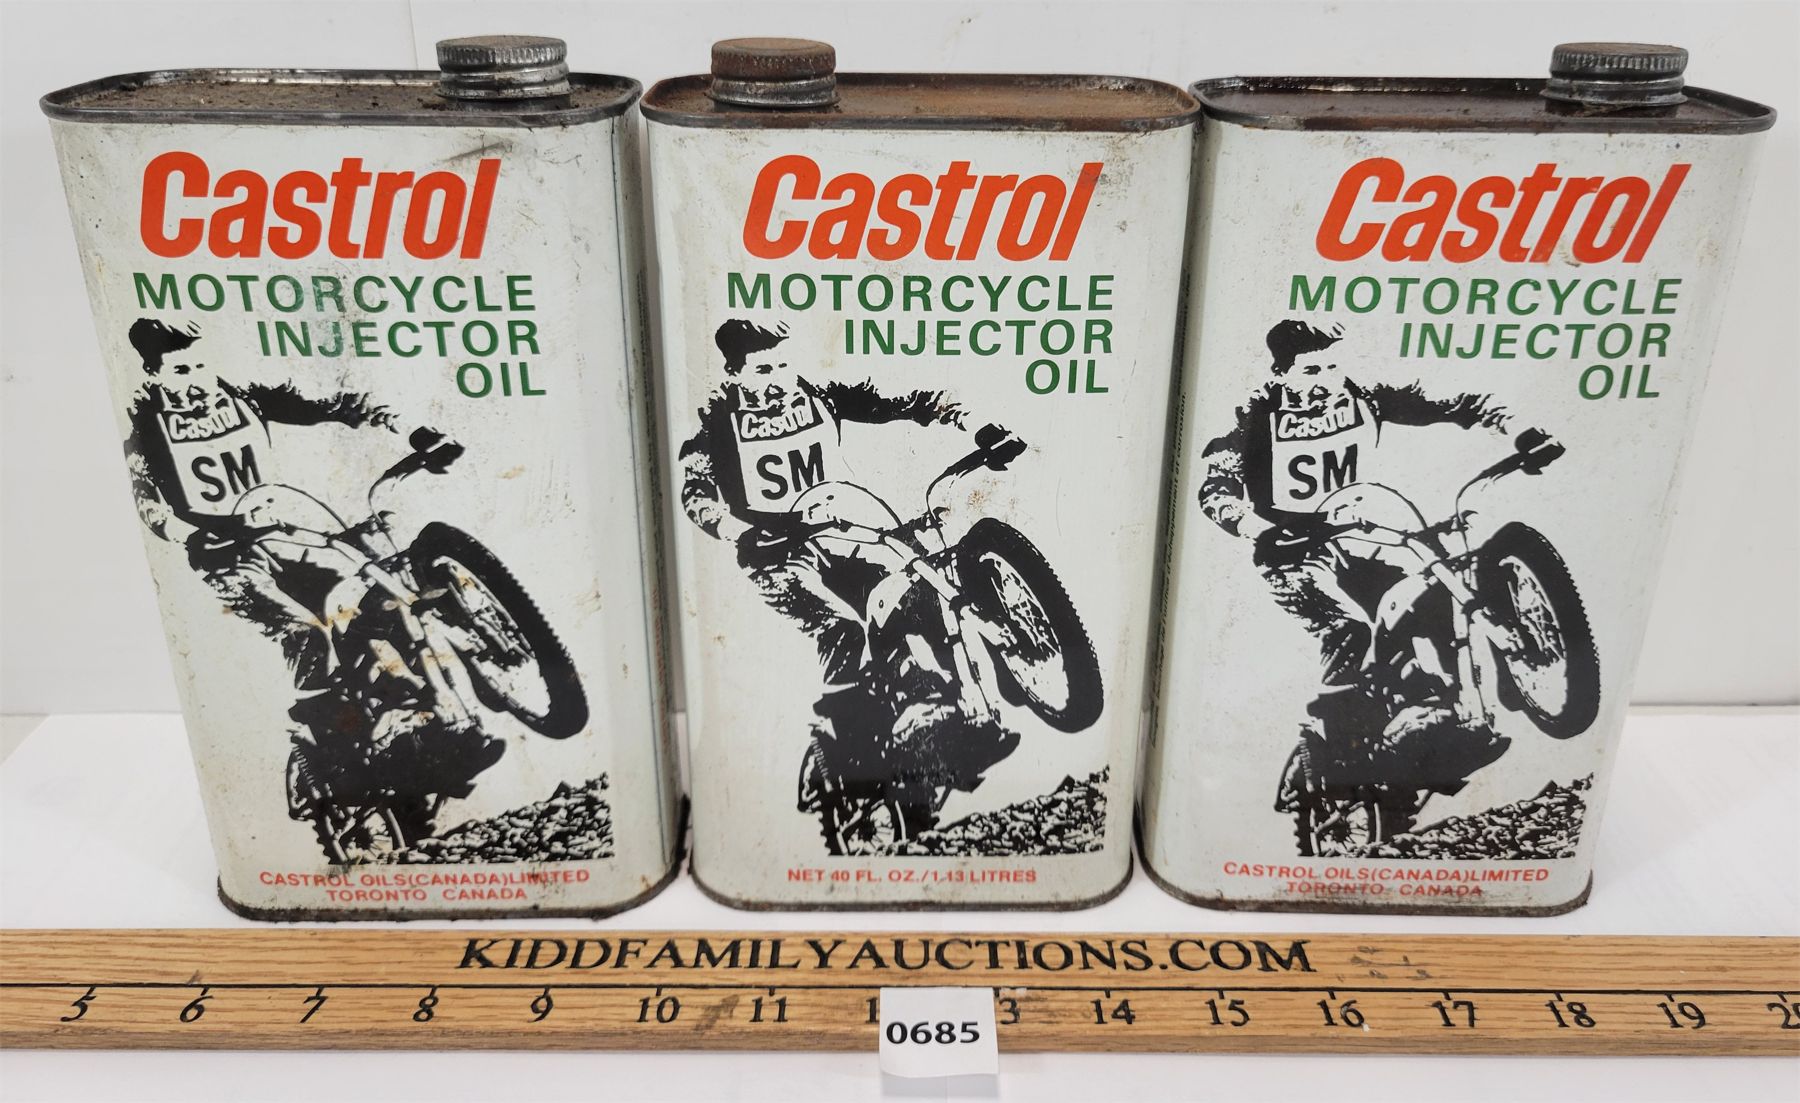 Castrol
MOTORCYCLE
INJECTOR
OIL
Castrol
SM
CASTROL OILS(CANADA)LIMITED
TORONTO CANADA
Castrol
MOTORCYCLE
INJECTOR
OIL
Castrol
SM
NET 40 FL. OZ./1.13 LITRES
Castrol
MOTORCYCLE
INJECTOR
OIL
Castrol
SM
CASTROL OILS(CANADA)LIMITED
TORONTO CANADA
KIDDFAMILYAUCTIONS.COM
5 6 7 8 9 10 11 13 14 15 16 17 18 19
0685